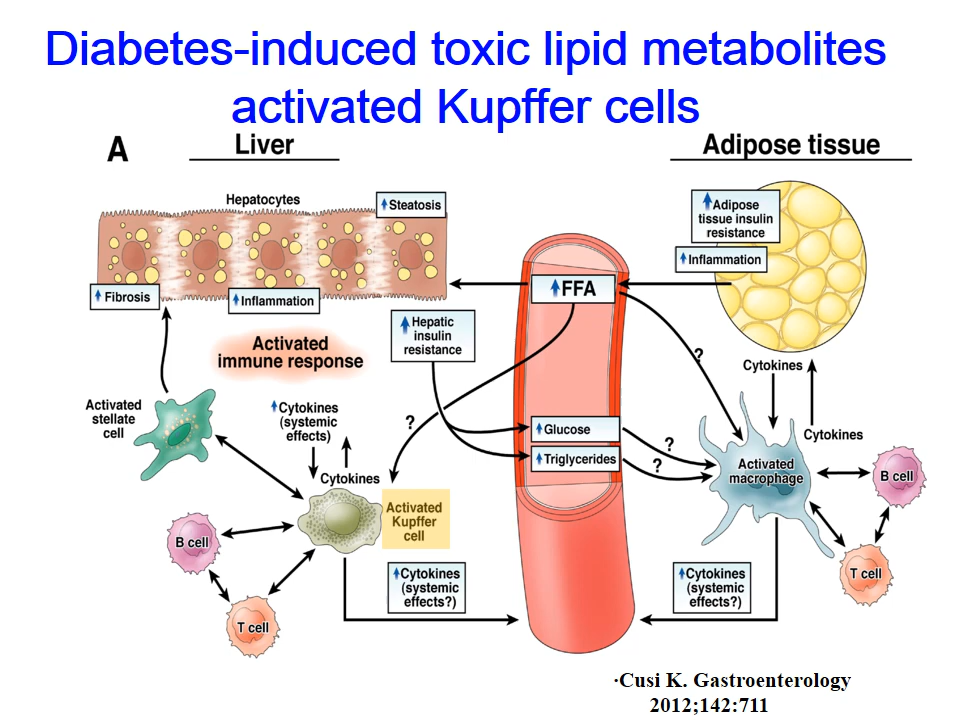 Diabetes-induced toxic lipid metabolites
activated Kupffer cells
A
Liver
Adipose tissue
Hepatocytes
Steatosis
Fibrosis
Inflammation
Adipose
tissue insulin
resistance
Inflammation
FFA
Hepatic
insulin
resistance
Activated
immune response
Activated
stellate
cell
Cytokines
(systemic
effects)
Cytokines
?
?
Glucose
Triglycerides
?
?
Cytokines
Cytokines
Activated
macrophage
B cell
T cell
Activated
Kupffer
cell
B cell
T cell
Cytokines
(systemic
effects?)
Cytokines
(systemic
effects?)
·Cusi K. Gastroenterology
2012;142:711